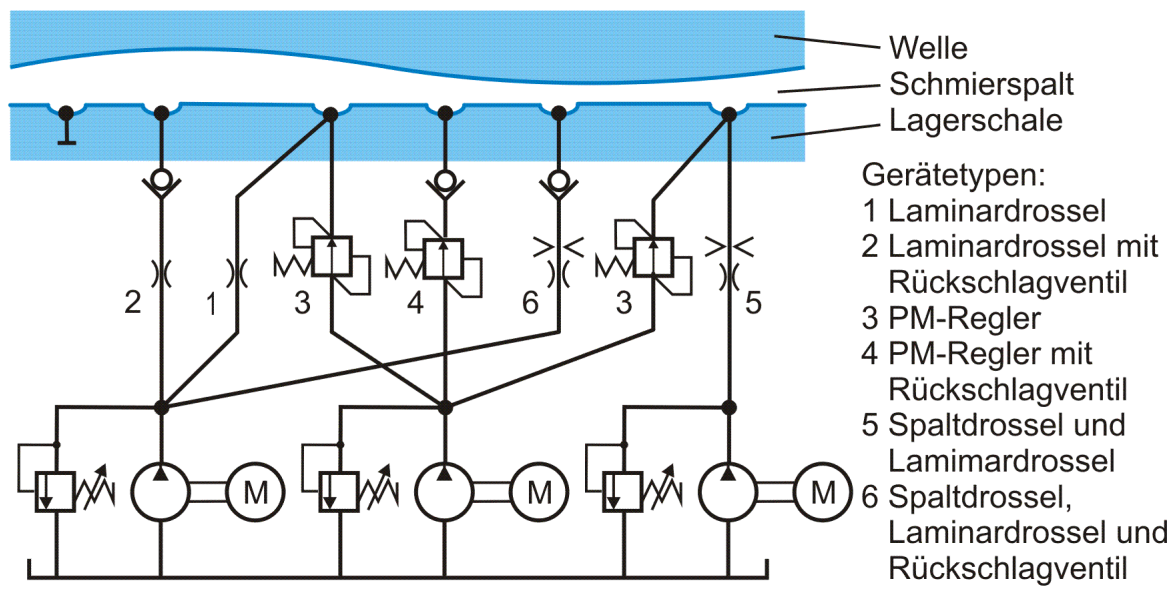 Welle
Schmierspalt
Lagerschale
Gerätetypen:
1 Laminardrossel
2 Laminardrossel mit
Rückschlagventil
3 PM-Regler
4 PM-Regler mit
Rückschlagventil
5 Spaltdrossel und
Lamimardrossel
6 Spaltdrossel,
Laminardrossel und
Rückschlagventil
2 1 3 4 6 3 5
M M M